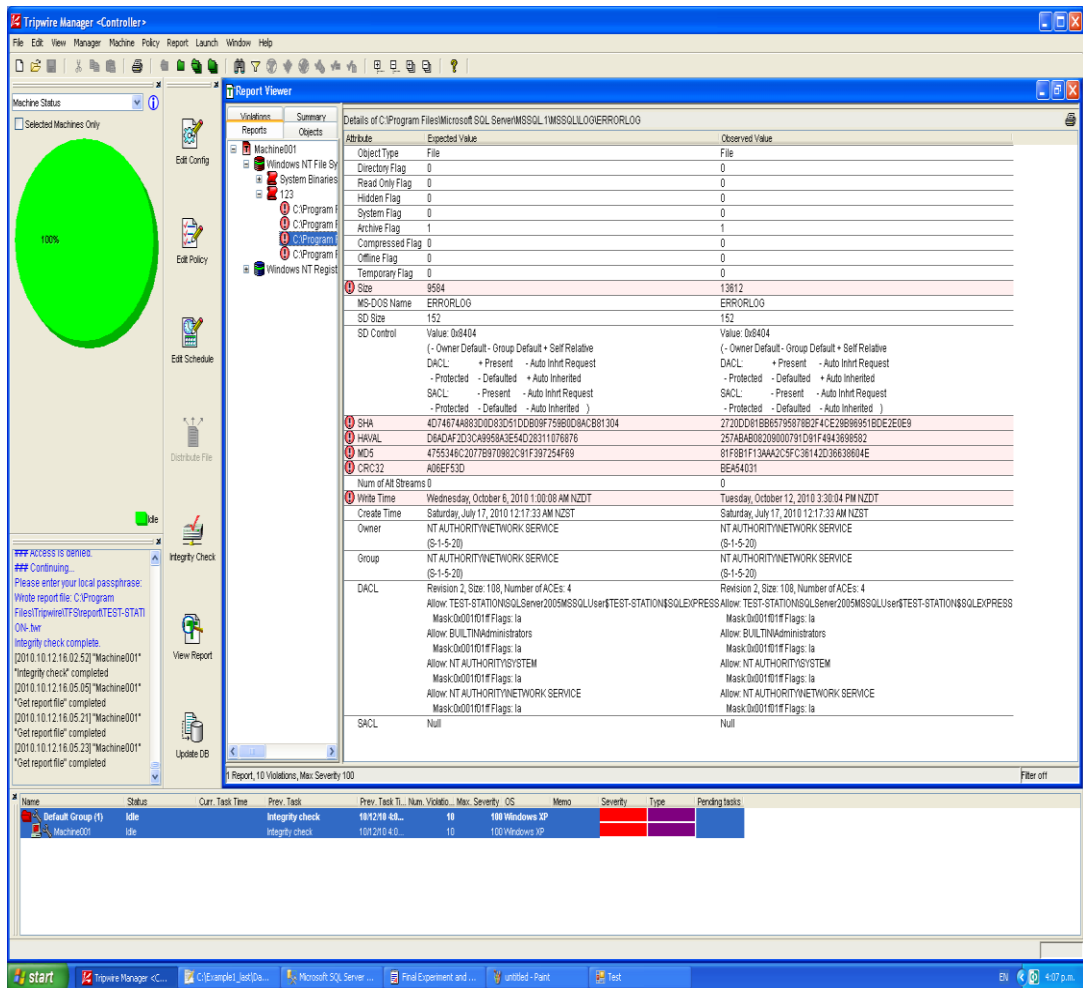 Tripwire Manager <Controller>
File Edit View Manager Machine Policy Report Launch Window Help
Machine Status
Selected Machines Only
100%
Idle
### Access is denied.
### Continuing...
Please enter your local passphrase:
Wrote report file: C:\Program
Files\Tripwire\TFS\report\TEST-STATI
ON-.twr
Integrity check complete.
[2010.10.12.16.02.52] "Machine001"
"Integrity check" completed
[2010.10.12.16.05.05] "Machine001"
"Get report file" completed
[2010.10.12.16.05.21] "Machine001"
"Get report file" completed
[2010.10.12.16.05.23] "Machine001"
"Get report file" completed
Edit Config
Edit Policy
Edit Schedule
Distribute File
Integrity Check
View Report
Update DB
Report Viewer
Violations Summary
Reports Objects
Machine001
Windows NT File Sy
System Binaries
123
C:\Program F
C:\Program F
C:\Program F
C:\Program F
Windows NT Regist
Details of C:\Program Files\Microsoft SQL Server\MSSQL.1\MSSQL\LOG\ERRORLOG
Attribute Expected Value Observed Value
Object Type File File
Directory Flag 0 0
Read Only Flag 0 0
Hidden Flag 0 0
System Flag 0 0
Archive Flag 1 1
Compressed Flag 0 0
Offline Flag 0 0
Temporary Flag 0 0
Size 9584 13612
MS-DOS Name ERRORLOG ERRORLOG
SD Size 152 152
SD Control Value: 0x8404 Value: 0x8404
( - Owner Default - Group Default + Self Relative ( - Owner Default - Group Default + Self Relative
DACL: + Present - Auto Inhrt Request DACL: + Present - Auto Inhrt Request
- Protected - Defaulted + Auto Inherited - Protected - Defaulted + Auto Inherited
SACL: - Present - Auto Inhrt Request SACL: - Present - Auto Inhrt Request
- Protected - Defaulted - Auto Inherited ) - Protected - Defaulted - Auto Inherited )
SHA 4D74674A883D0D83D51DDB09F759B0D8ACB81304 2720DD81BB65795878B2F4CE29B96951BDE2E0E9
HAVAL D6ADAF2D3CA9958A3E54D28311076876 257ABAB08209000791D91F4943698582
MD5 4755346C2077B970982C91F397254F69 81F8B1F13AAA2C5FC36142D36638604E
CRC32 A06EF53D BEA54031
Num of Alt Streams 0 0
Write Time Wednesday, October 6, 2010 1:00:08 AM NZDT Tuesday, October 12, 2010 3:30:04 PM NZDT
Create Time Saturday, July 17, 2010 12:17:33 AM NZST Saturday, July 17, 2010 12:17:33 AM NZST
Owner NT AUTHORITY\NETWORK SERVICE NT AUTHORITY\NETWORK SERVICE
(S-1-5-20) (S-1-5-20)
Group NT AUTHORITY\NETWORK SERVICE NT AUTHORITY\NETWORK SERVICE
(S-1-5-20) (S-1-5-20)
DACL Revision 2, Size: 108, Number of ACEs: 4 Revision 2, Size: 108, Number of ACEs: 4
Allow: TEST-STATION\SQLServer2005MSSQLUser$TEST-STATION$SQLEXPRESS Allow: TEST-STATION\SQLServer2005MSSQLUser$TEST-STATION$SQLEXPRESS
Mask:0x001f01ff Flags: Ia Mask:0x001f01ff Flags: Ia
Allow: BUILTIN\Administrators Allow: BUILTIN\Administrators
Mask:0x001f01ff Flags: Ia Mask:0x001f01ff Flags: Ia
Allow: NT AUTHORITY\SYSTEM Allow: NT AUTHORITY\SYSTEM
Mask:0x001f01ff Flags: Ia Mask:0x001f01ff Flags: Ia
Allow: NT AUTHORITY\NETWORK SERVICE Allow: NT AUTHORITY\NETWORK SERVICE
Mask:0x001f01ff Flags: Ia Mask:0x001f01ff Flags: Ia
SACL Null Null
1 Report, 10 Violations, Max Severity 100 Filter off
Name Status Curr. Task Time Prev. Task Prev. Task Ti... Num. Violatio... Max. Severity OS Memo Severity Type Pending tasks
Default Group (1) Idle Integrity check 10/12/10 4:0... 10 100 Windows XP
Machine001 Idle Integrity check 10/12/10 4:0... 10 100 Windows XP
start Tripwire Manager <C... C:\Example1_last\Da... Microsoft SQL Server ... Final Experiment and ... untitled - Paint Test EN 4:07 p.m.